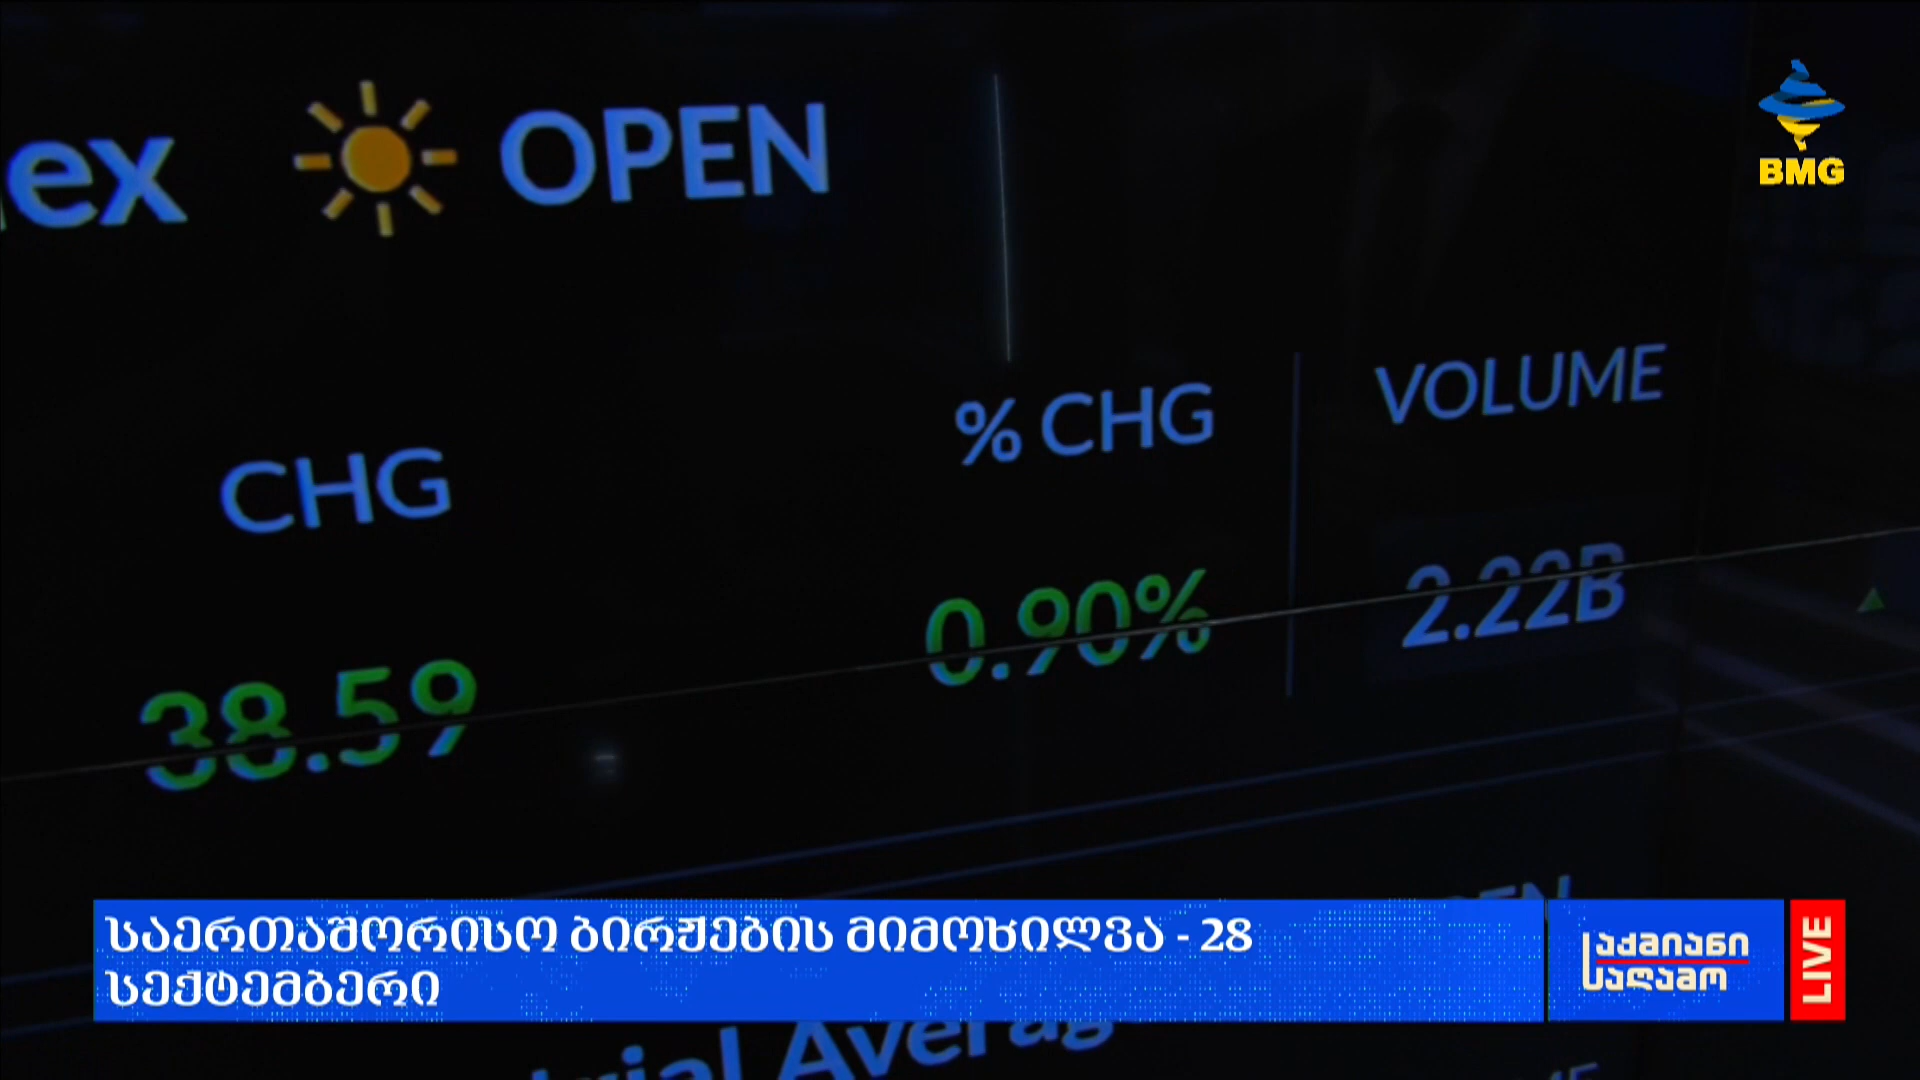 ex OPEN
BMG
CHG
% CHG
VOLUME
38.59
0.90%
2.22B
საერთაშორისო ბირჟების მიმოხილვა - 28
სექტემბერი
საქმიანი
საღამო
LIVE
Average